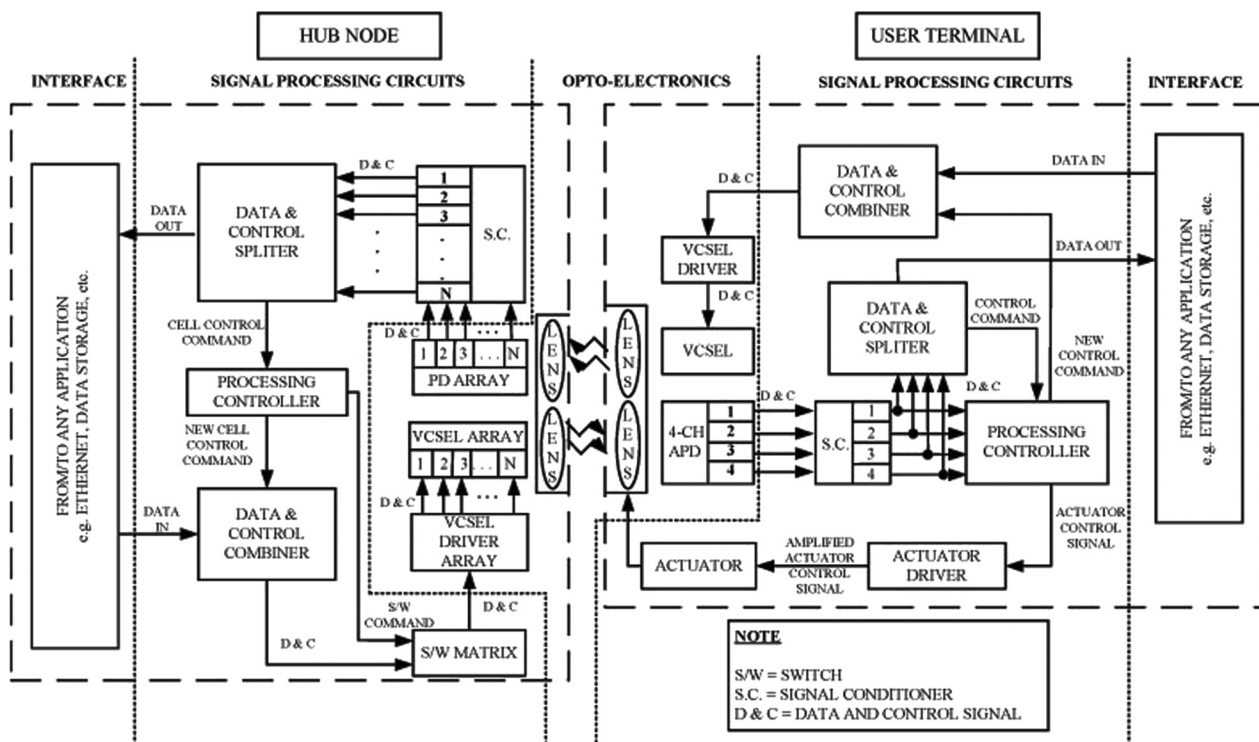 HUB NODE
USER TERMINAL
INTERFACE
SIGNAL PROCESSING CIRCUITS
OPTO-ELECTRONICS
SIGNAL PROCESSING CIRCUITS
INTERFACE
FROM/TO ANY APPLICATION
e.g. ETHERNET, DATA STORAGE, etc.
DATA
OUT
DATA &
CONTROL
SPLITER
D & C
1
2
3
.
.
.
N
S.C.
D & C
1 2 3 ... N
PD ARRAY
CELL CONTROL
COMMAND
PROCESSING
CONTROLLER
NEW CELL
CONTROL
COMMAND
DATA
IN
DATA &
CONTROL
COMBINER
D & C
S/W
COMMAND
S/W MATRIX
D & C
VCSEL
DRIVER
ARRAY
D & C
VCSEL ARRAY
1 2 3 ... N
LENS
LENS
LENS
LENS
DATA IN
DATA &
CONTROL
COMBINER
D & C
VCSEL
DRIVER
D & C
VCSEL
DATA OUT
DATA &
CONTROL
SPLITER
CONTROL
COMMAND
NEW
CONTROL
COMMAND
4-CH
APD
1
2
3
4
D & C
S.C.
1
2
3
4
D & C
PROCESSING
CONTROLLER
ACTUATOR
CONTROL
SIGNAL
ACTUATOR
DRIVER
AMPLIFIED
ACTUATOR
CONTROL
SIGNAL
ACTUATOR
FROM/TO ANY APPLICATION
e.g. ETHERNET, DATA STORAGE, etc.
NOTE
S/W = SWITCH
S.C. = SIGNAL CONDITIONER
D & C = DATA AND CONTROL SIGNAL